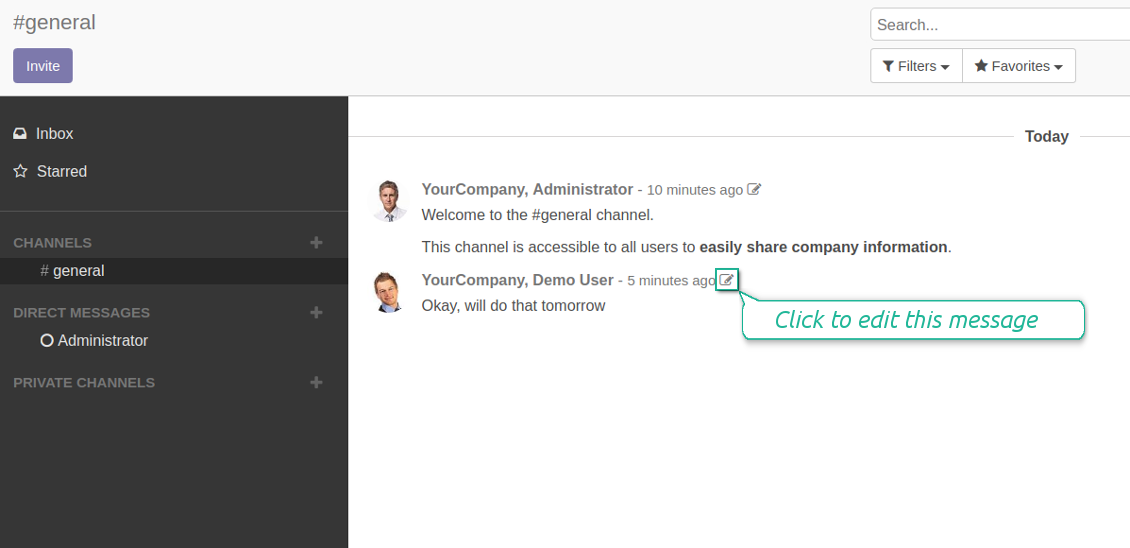 #general
Search...
Invite
Filters
Favorites
Inbox
Starred
CHANNELS
# general
DIRECT MESSAGES
Administrator
PRIVATE CHANNELS
Today
YourCompany, Administrator - 10 minutes ago
Welcome to the #general channel.
This channel is accessible to all users to easily share company information.
YourCompany, Demo User - 5 minutes ago
Okay, will do that tomorrow
Click to edit this message